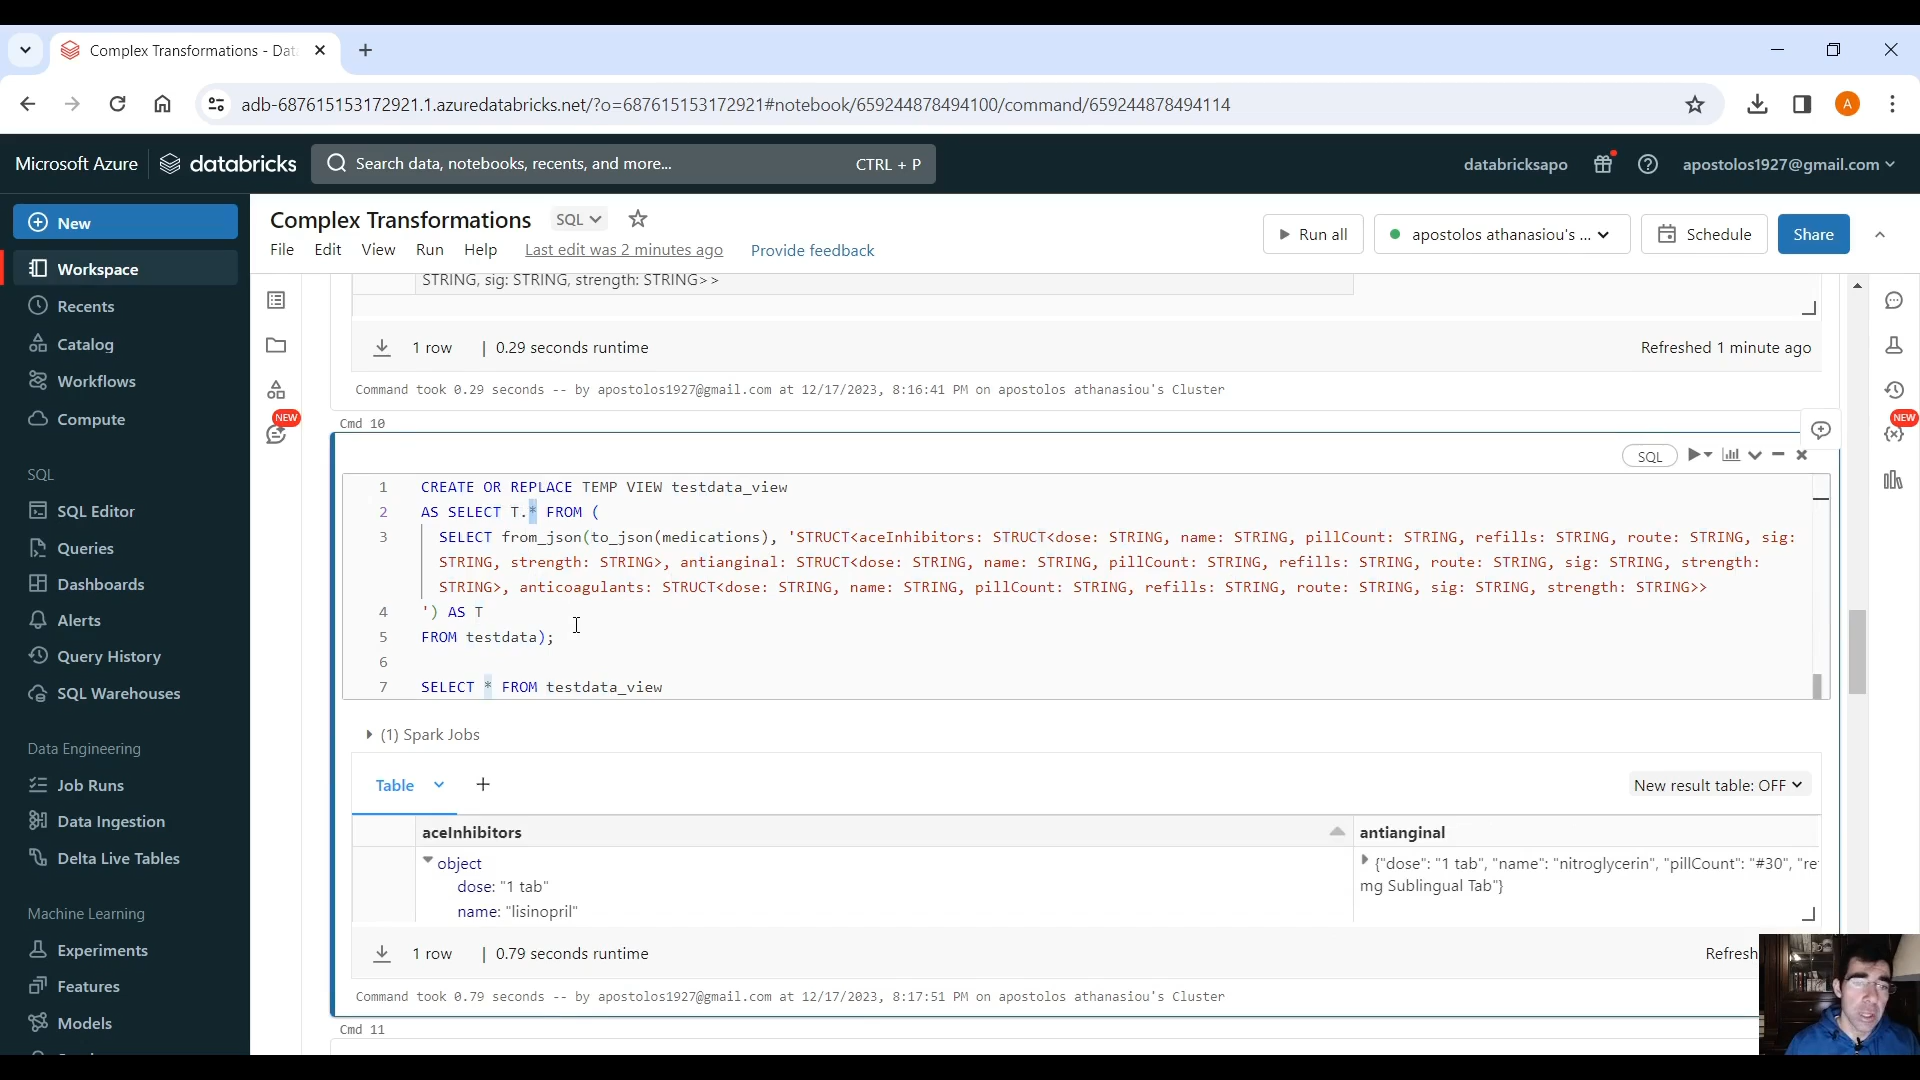 Complex Transformations - Dat
adb-687615153172921.1.azuredatabricks.net/?o=687615153172921#notebook/659244878494100/command/659244878494114
A
Microsoft Azure
databricks
Search data, notebooks, recents, and more...
CTRL + P
databricksapo
apostolos1927@gmail.com
New
Workspace
Recents
Catalog
Workflows
Compute
SQL
SQL Editor
Queries
Dashboards
Alerts
Query History
SQL Warehouses
Data Engineering
Job Runs
Data Ingestion
Delta Live Tables
Machine Learning
Experiments
Features
Models
Complex Transformations
SQL
File Edit View Run Help Last edit was 2 minutes ago Provide feedback
Run all
apostolos athanasiou's ...
Schedule
Share
NEW
STRING, sig: STRING, strength: STRING>>
1 row | 0.29 seconds runtime
Refreshed 1 minute ago
Command took 0.29 seconds -- by apostolos1927@gmail.com at 12/17/2023, 8:16:41 PM on apostolos athanasiou's Cluster
Cmd 10
SQL
1 CREATE OR REPLACE TEMP VIEW testdata_view
2 AS SELECT T.* FROM (
3 SELECT from_json(to_json(medications), 'STRUCT<aceInhibitors: STRUCT<dose: STRING, name: STRING, pillCount: STRING, refills: STRING, route: STRING, sig:
STRING, strength: STRING>, antianginal: STRUCT<dose: STRING, name: STRING, pillCount: STRING, refills: STRING, route: STRING, sig: STRING, strength:
STRING>, anticoagulants: STRUCT<dose: STRING, name: STRING, pillCount: STRING, refills: STRING, route: STRING, sig: STRING, strength: STRING>>
4 ') AS T
5 FROM testdata);
6
7 SELECT * FROM testdata_view
(1) Spark Jobs
Table
+
New result table: OFF
aceInhibitors
antianginal
object
dose: "1 tab"
name: "lisinopril"
{"dose": "1 tab", "name": "nitroglycerin", "pillCount": "#30", "re
mg Sublingual Tab"}
1 row | 0.79 seconds runtime
Refresh
Command took 0.79 seconds -- by apostolos1927@gmail.com at 12/17/2023, 8:17:51 PM on apostolos athanasiou's Cluster
Cmd 11
NEW